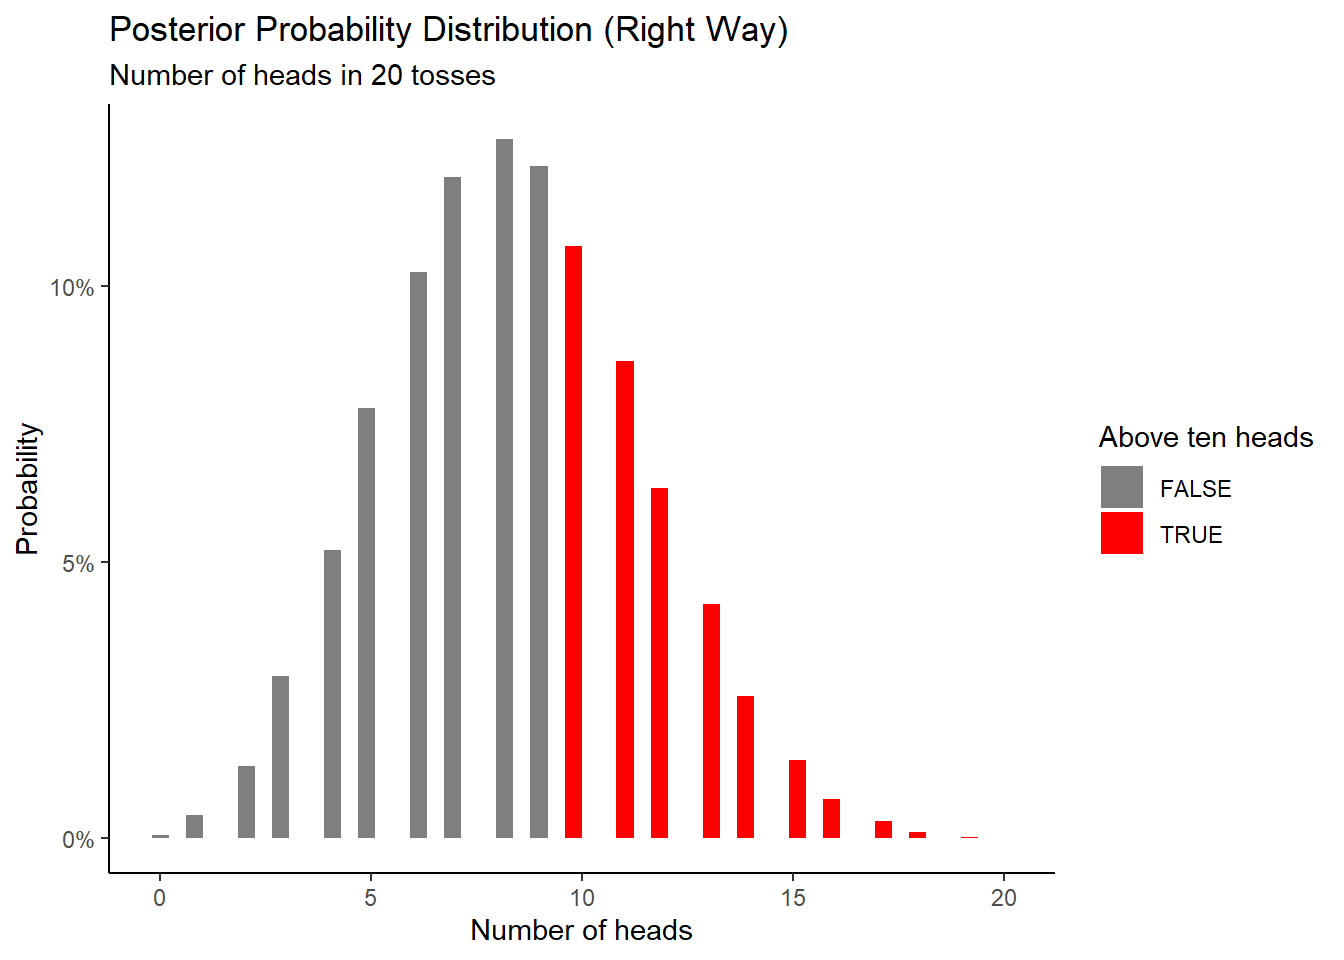 Posterior Probability Distribution (Right Way)
Number of heads in 20 tosses
Probability
10%
5%
0%
0 5 10 15 20
Number of heads
Above ten heads
FALSE
TRUE